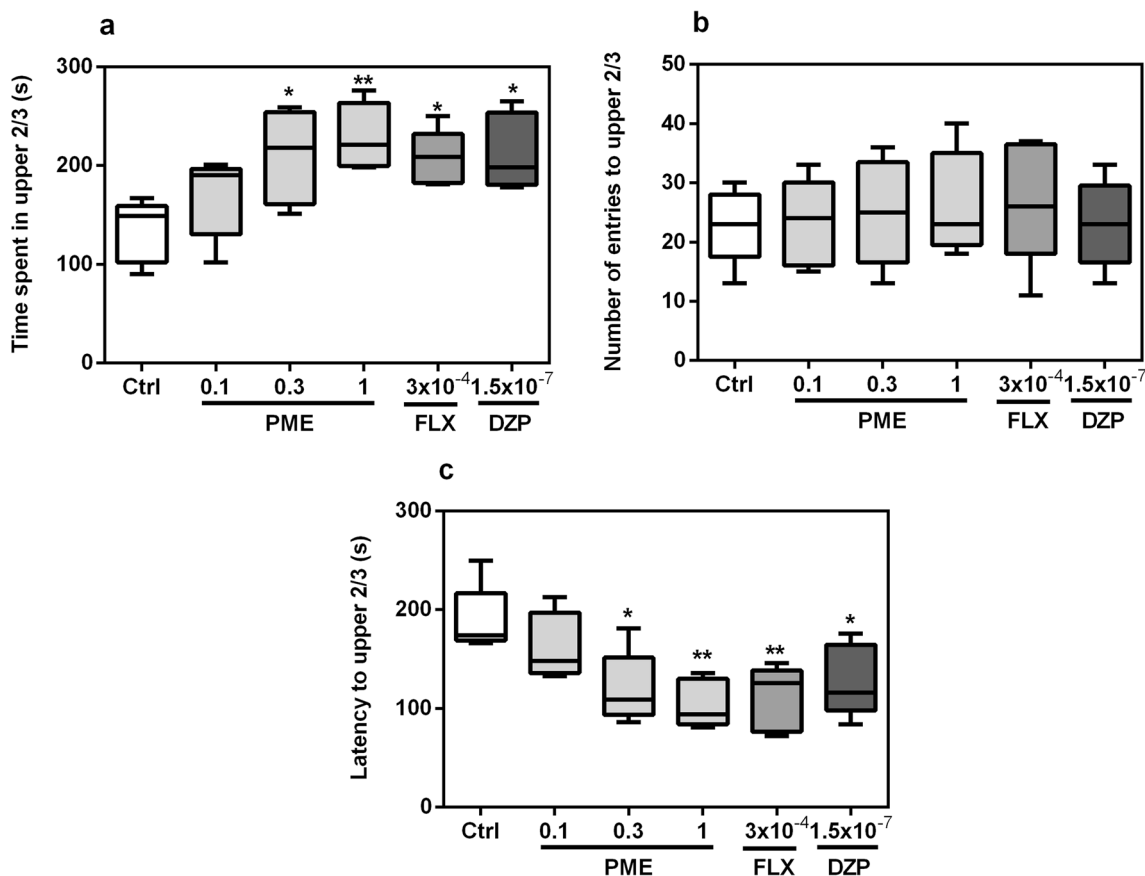 a
Time spent in upper 2/3 (s)
300
200
100
0
* ** * *
Ctrl 0.1 0.3 1 3x10⁻⁴ 1.5x10⁻⁷
PME FLX DZP
b
Number of entries to upper 2/3
50
40
30
20
10
0
Ctrl 0.1 0.3 1 3x10⁻⁴ 1.5x10⁻⁷
PME FLX DZP
c
Latency to upper 2/3 (s)
300
200
100
0
* ** ** *
Ctrl 0.1 0.3 1 3x10⁻⁴ 1.5x10⁻⁷
PME FLX DZP